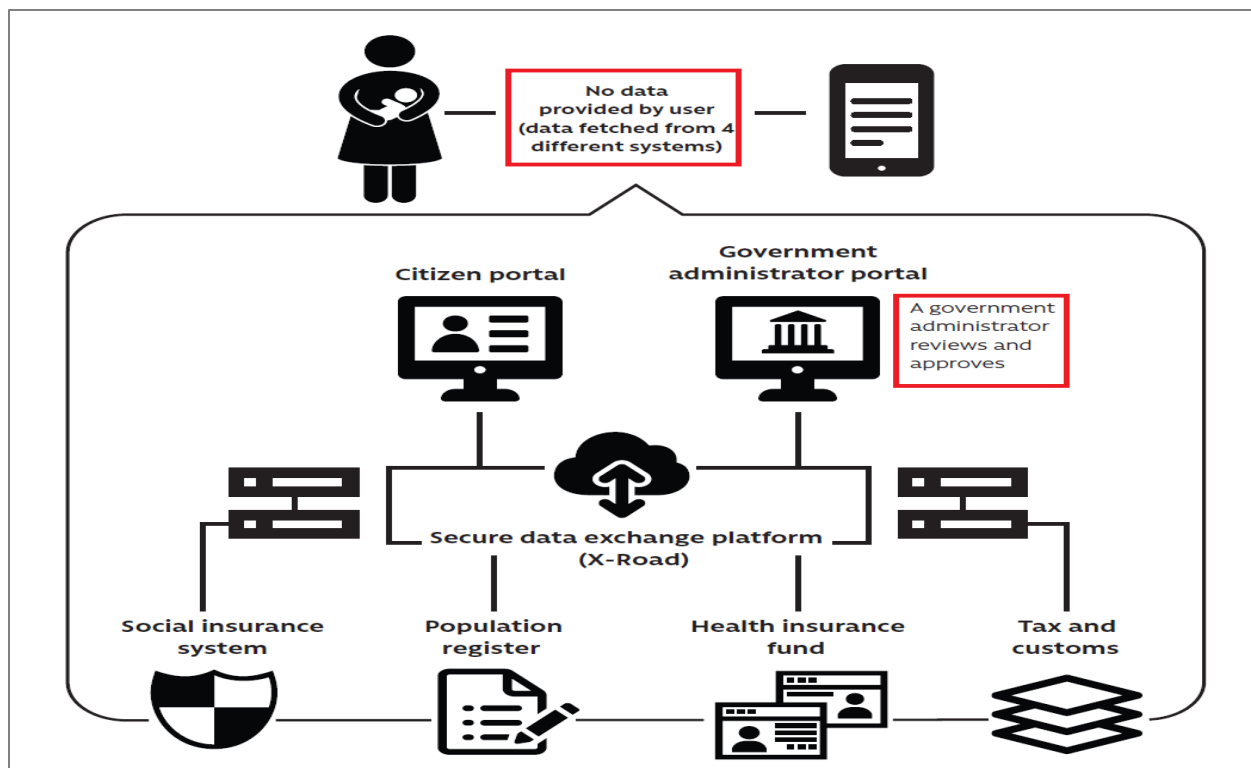 No data
provided by user
(data fetched from 4
different systems)
Citizen portal
Government
administrator portal
A government
administrator
reviews and
approves
Secure data exchange platform
(X-Road)
Social insurance
system
Population
register
Health insurance
fund
Tax and
customs